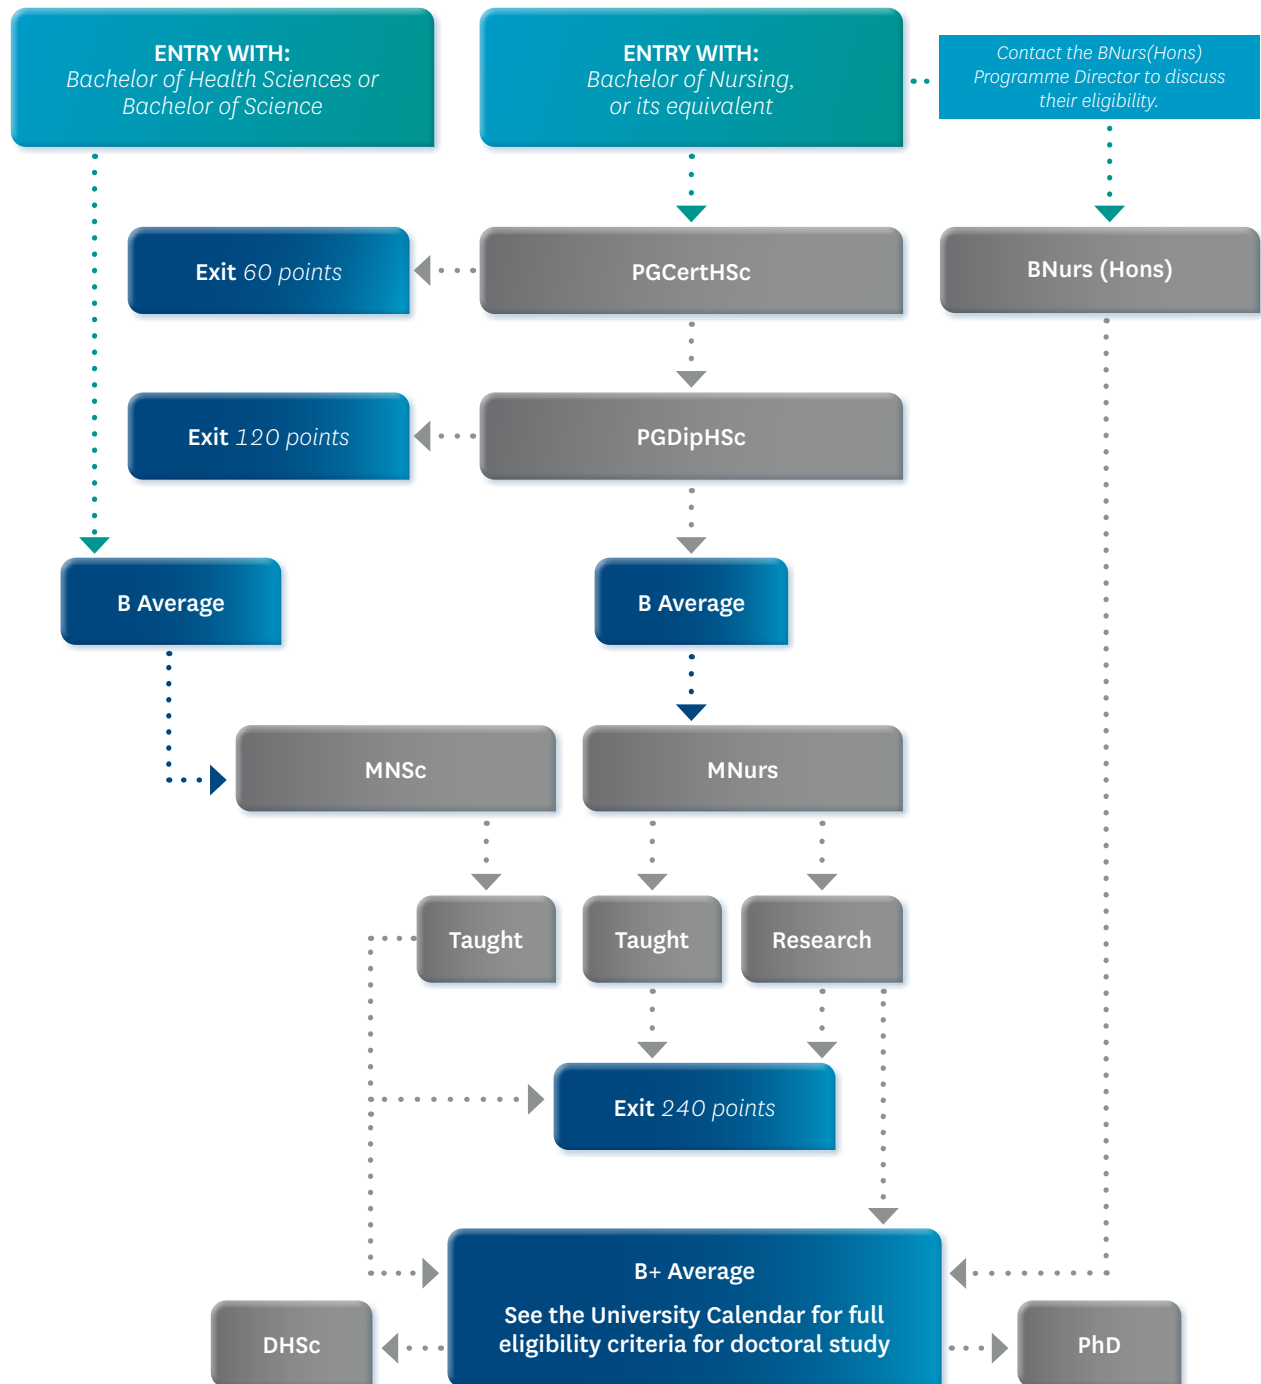 ENTRY WITH:
Bachelor of Health Sciences or
Bachelor of Science
ENTRY WITH:
Bachelor of Nursing,
or its equivalent
Contact the BNurs(Hons)
Programme Director to discuss
their eligibility.
Exit 60 points
PGCertHSc
BNurs (Hons)
Exit 120 points
PGDipHSc
B Average
B Average
MNSc
MNurs
Taught
Taught
Research
Exit 240 points
B+ Average
See the University Calendar for full
eligibility criteria for doctoral study
DHSc
PhD